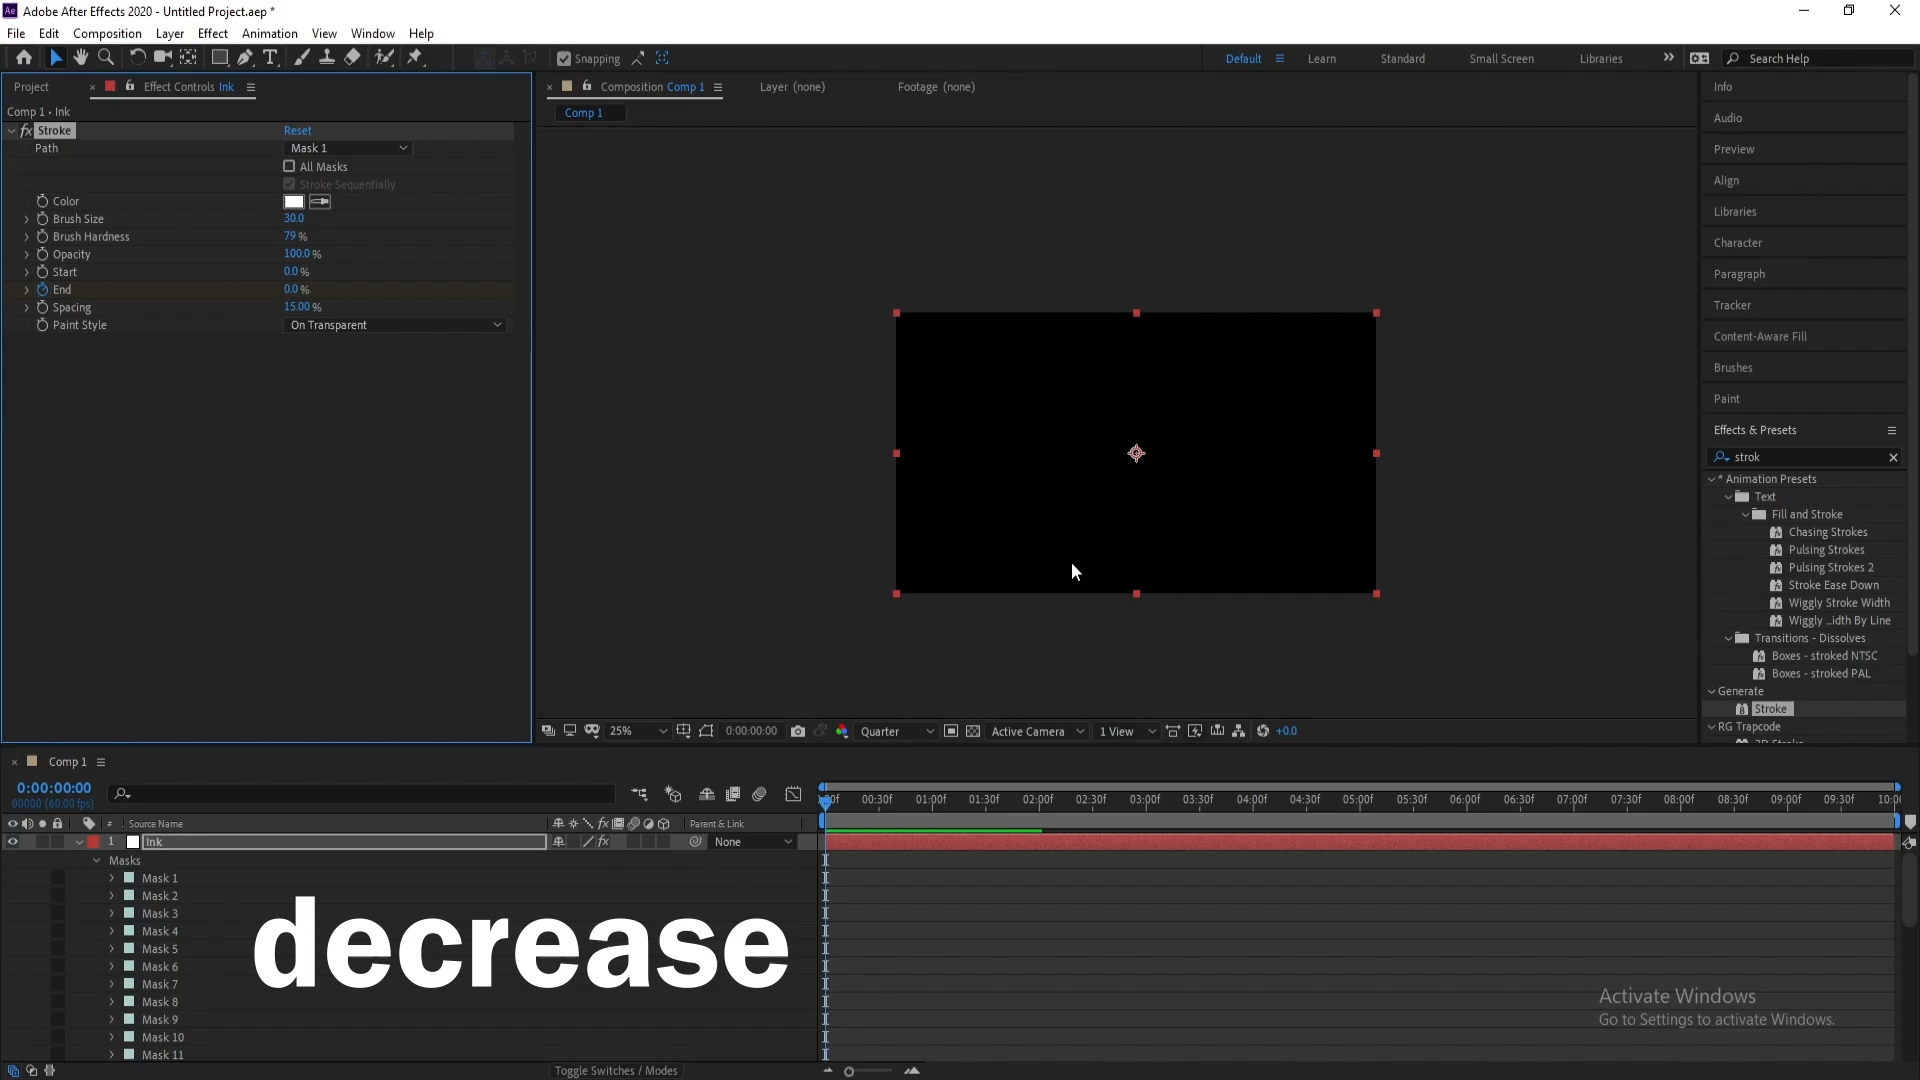 Adobe After Effects 2020 - Untitled Project.aep *
File Edit Composition Layer Effect Animation View Window Help
Snapping Default Learn Standard Small Screen Libraries Search Help
Project Effect Controls Ink
Comp 1 • Ink
fx Stroke Reset
Path Mask 1
All Masks
Stroke Sequentially
Color
Brush Size 30.0
Brush Hardness 79 %
Opacity 100.0 %
Start 0.0 %
End 0.0 %
Spacing 15.00 %
Paint Style On Transparent
Composition Comp 1 Layer (none) Footage (none)
Comp 1
25% 0:00:00:00 Quarter Active Camera 1 View +0.0
Info
Audio
Preview
Align
Libraries
Character
Paragraph
Tracker
Content-Aware Fill
Brushes
Paint
Effects & Presets
strok
* Animation Presets
Text
Fill and Stroke
Chasing Strokes
Pulsing Strokes
Pulsing Strokes 2
Stroke Ease Down
Wiggly Stroke Width
Wiggly ...idth By Line
Transitions - Dissolves
Boxes - stroked NTSC
Boxes - stroked PAL
Generate
Stroke
RG Trapcode
Comp 1
0:00:00:00
00000 (60.00 fps)
00:30f 01:00f 01:30f 02:00f 02:30f 03:00f 03:30f 04:00f 04:30f 05:00f 05:30f 06:00f 06:30f 07:00f 07:30f 08:00f 08:30f 09:00f 09:30f 10:0
# Source Name fx Parent & Link
1 Ink fx None
Masks
Mask 1
Mask 2
Mask 3
Mask 4
Mask 5
Mask 6
Mask 7
Mask 8
Mask 9
Mask 10
Mask 11
decrease
Activate Windows
Go to Settings to activate Windows.
Toggle Switches / Modes